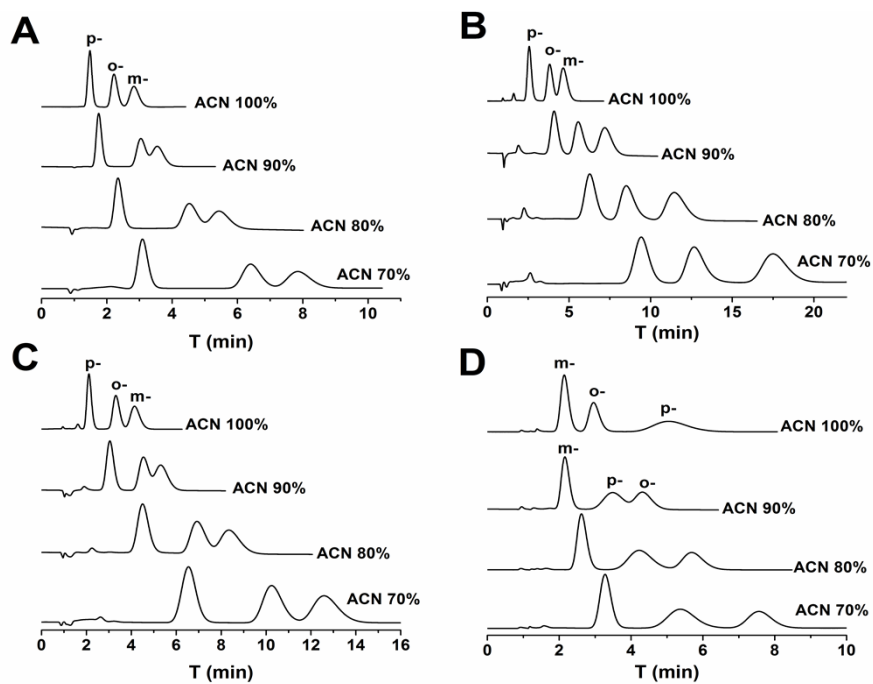 A
p-
o-
m-
ACN 100%
ACN 90%
ACN 80%
ACN 70%
0 2 4 6 8 10
T (min)
B
p-
o-
m-
ACN 100%
ACN 90%
ACN 80%
ACN 70%
0 5 10 15 20
T (min)
C
p-
o-
m-
ACN 100%
ACN 90%
ACN 80%
ACN 70%
0 2 4 6 8 10 12 14 16
T (min)
D
m-
o-
p-
ACN 100%
m-
p- o-
ACN 90%
ACN 80%
ACN 70%
0 2 4 6 8 10
T (min)